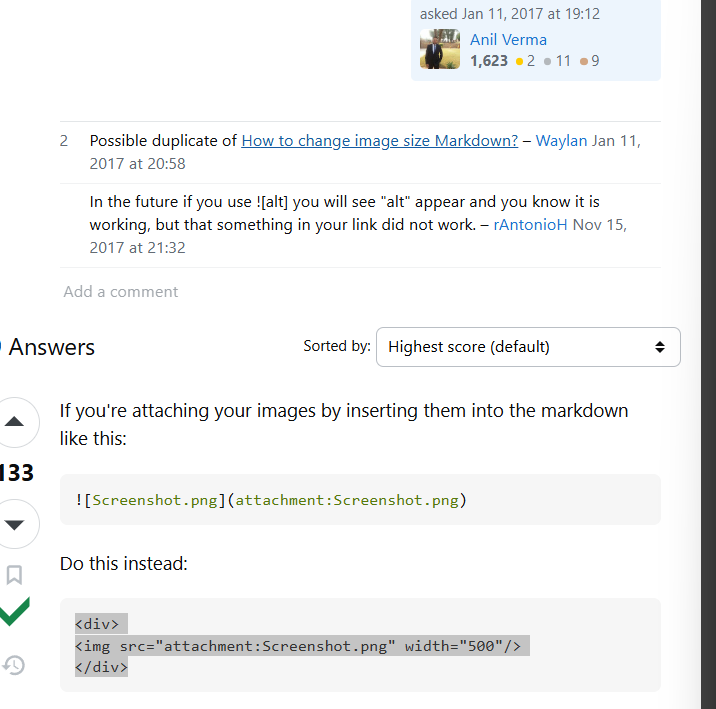 asked Jan 11, 2017 at 19:12
Anil Verma
1,623 2 11 9
2 Possible duplicate of How to change image size Markdown? – Waylan Jan 11,
2017 at 20:58
In the future if you use ![alt] you will see "alt" appear and you know it is
working, but that something in your link did not work. – rAntonioH Nov 15,
2017 at 21:32
Add a comment
Answers
Sorted by: Highest score (default)
133
If you're attaching your images by inserting them into the markdown
like this:
![Screenshot.png](attachment:Screenshot.png)
Do this instead:
<div>
<img src="attachment:Screenshot.png" width="500"/>
</div>